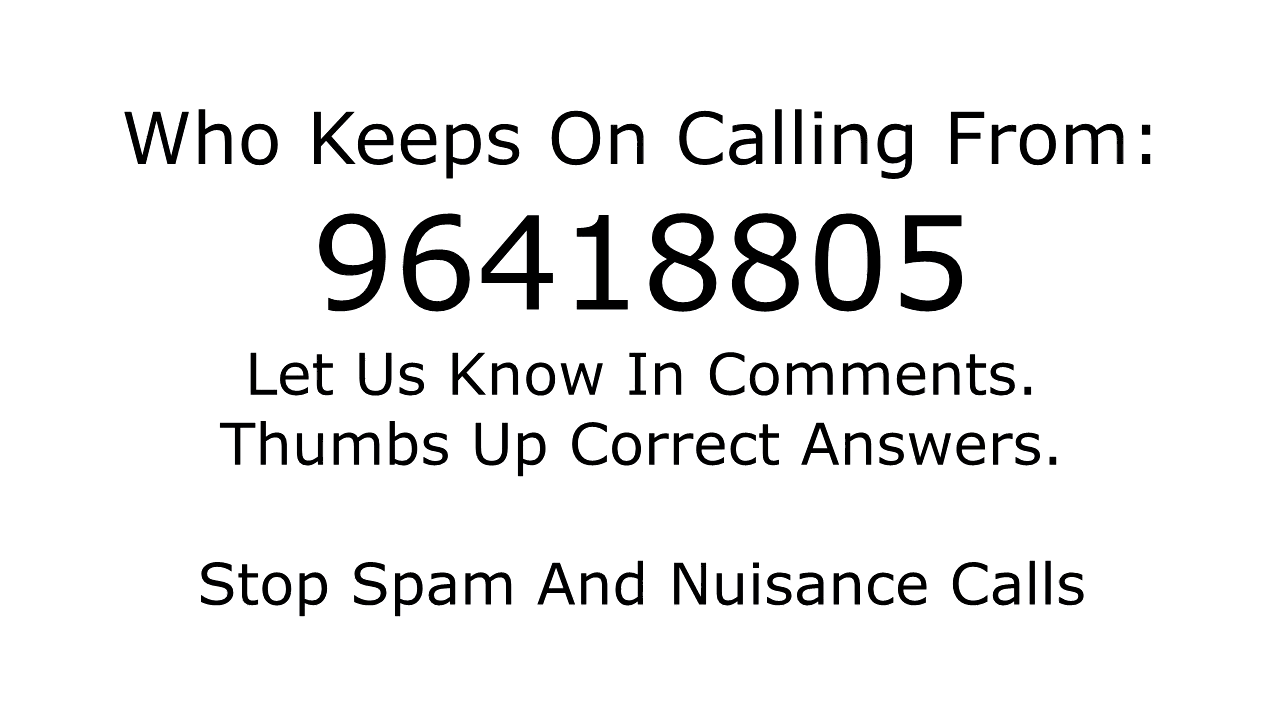 Who Keeps On Calling From:
96418805
Let Us Know In Comments.
Thumbs Up Correct Answers.
Stop Spam And Nuisance Calls